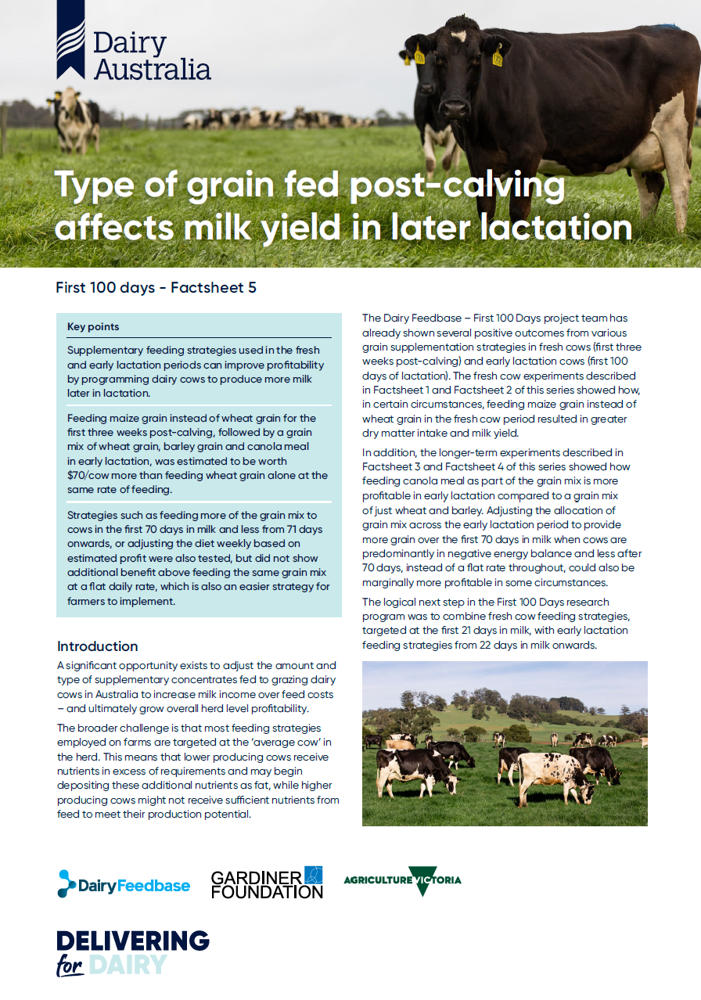 Dairy
Australia
Type of grain fed post-calving
affects milk yield in later lactation
First 100 days - Factsheet 5
Key points
Supplementary feeding strategies used in the fresh
and early lactation periods can improve profitability
by programming dairy cows to produce more milk
later in lactation.
Feeding maize grain instead of wheat grain for the
first three weeks post-calving, followed by a grain
mix of wheat grain, barley grain and canola meal
in early lactation, was estimated to be worth
$70/cow more than feeding wheat grain alone at the
same rate of feeding.
Strategies such as feeding more of the grain mix to
cows in the first 70 days in milk and less from 71 days
onwards, or adjusting the diet weekly based on
estimated profit were also tested, but did not show
additional benefit above feeding the same grain mix
at a flat daily rate, which is also an easier strategy for
farmers to implement.
Introduction
A significant opportunity exists to adjust the amount and
type of supplementary concentrates fed to grazing dairy
cows in Australia to increase milk income over feed costs
– and ultimately grow overall herd level profitability.
The broader challenge is that most feeding strategies
employed on farms are targeted at the ‘average cow’ in
the herd. This means that lower producing cows receive
nutrients in excess of requirements and may begin
depositing these additional nutrients as fat, while higher
producing cows might not receive sufficient nutrients from
feed to meet their production potential.
The Dairy Feedbase – First 100 Days project team has
already shown several positive outcomes from various
grain supplementation strategies in fresh cows (first three
weeks post-calving) and early lactation cows (first 100
days of lactation). The fresh cow experiments described
in Factsheet 1 and Factsheet 2 of this series showed how,
in certain circumstances, feeding maize grain instead of
wheat grain in the fresh cow period resulted in greater
dry matter intake and milk yield.
In addition, the longer-term experiments described in
Factsheet 3 and Factsheet 4 of this series showed how
feeding canola meal as part of the grain mix is more
profitable in early lactation compared to a grain mix
of just wheat and barley. Adjusting the allocation of
grain mix across the early lactation period to provide
more grain over the first 70 days in milk when cows are
predominantly in negative energy balance and less after
70 days, instead of a flat rate throughout, could also be
marginally more profitable in some circumstances.
The logical next step in the First 100 Days research
program was to combine fresh cow feeding strategies,
targeted at the first 21 days in milk, with early lactation
feeding strategies from 22 days in milk onwards.
DairyFeedbase
GARDINER
FOUNDATION
AGRICULTURE VICTORIA
DELIVERING
for DAIRY